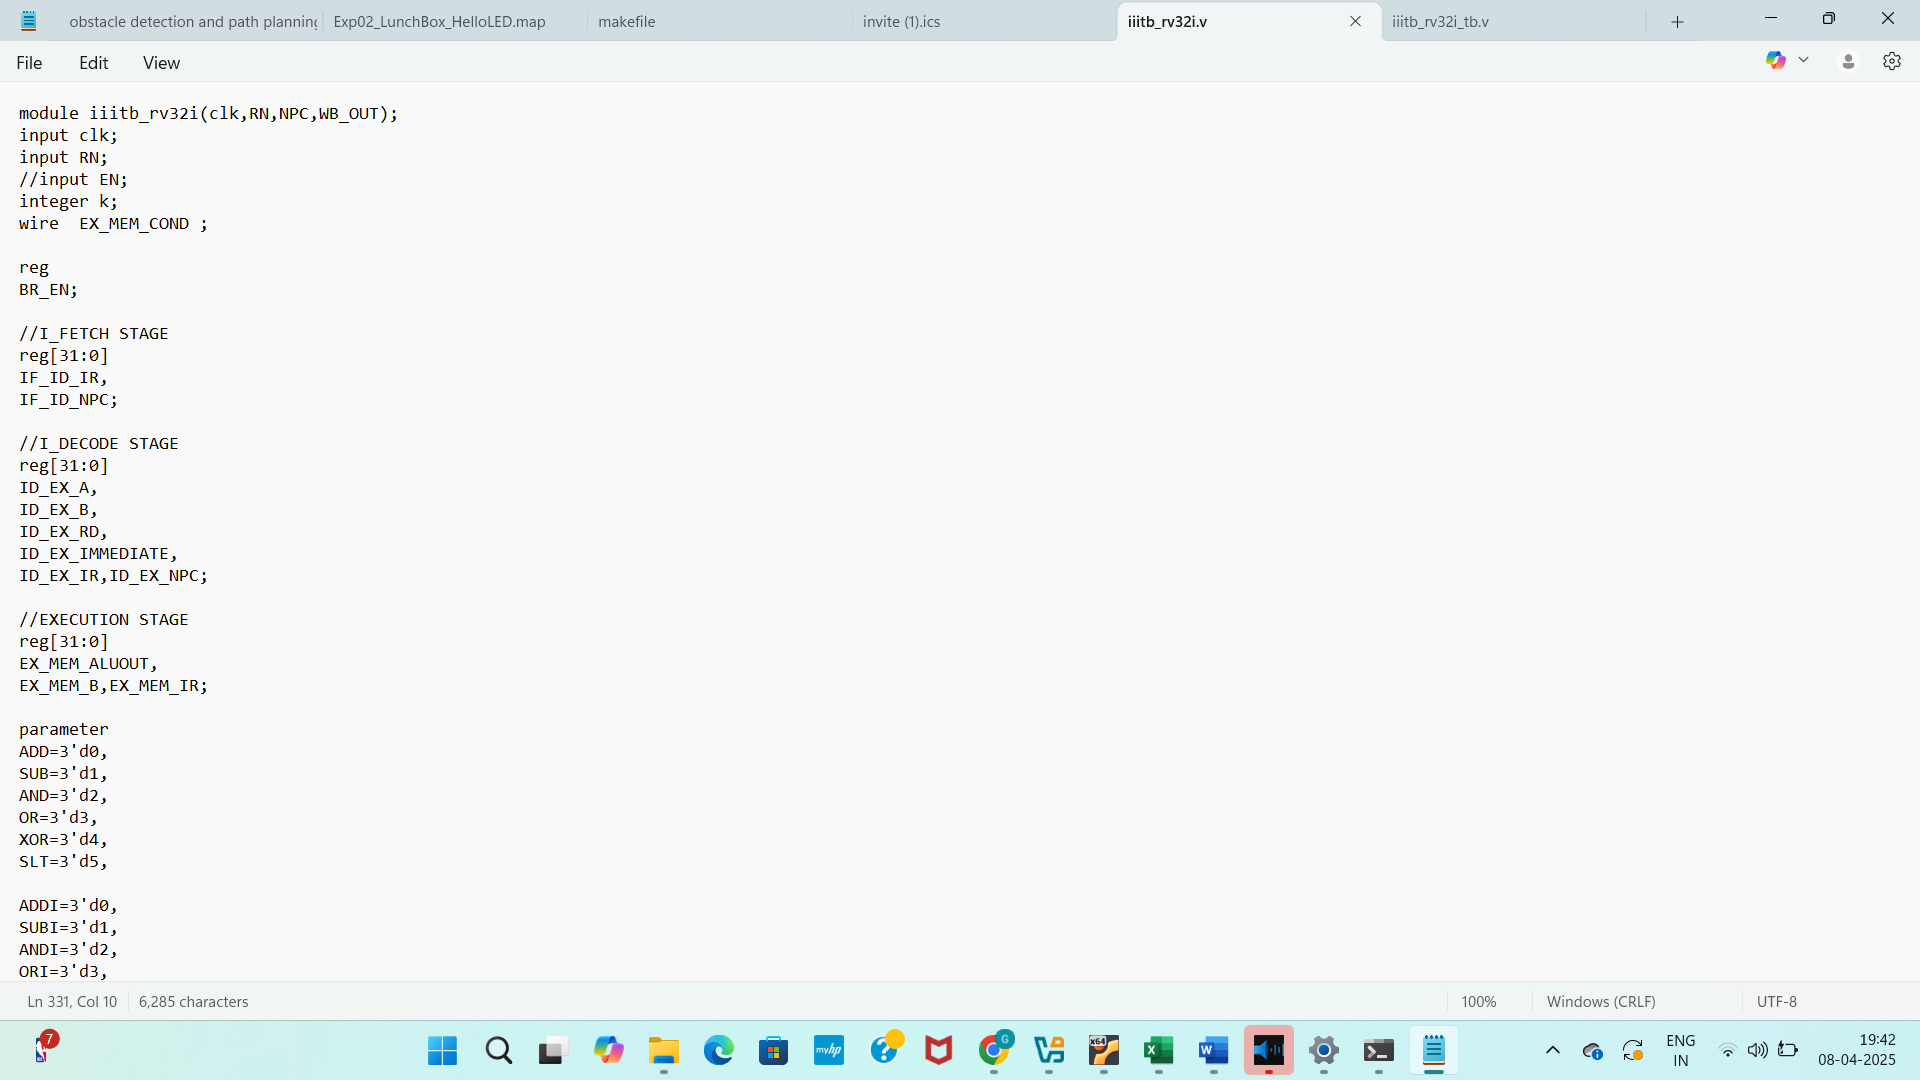 obstacle detection and path planning
Exp02_LunchBox_HelloLED.map
makefile
invite (1).ics
iiitb_rv32i.v
iiitb_rv32i_tb.v
File Edit View
module iiitb_rv32i(clk,RN,NPC,WB_OUT);
input clk;
input RN;
//input EN;
integer k;
wire  EX_MEM_COND ;
reg
BR_EN;
//I_FETCH STAGE
reg[31:0]
IF_ID_IR,
IF_ID_NPC;
//I_DECODE STAGE
reg[31:0]
ID_EX_A,
ID_EX_B,
ID_EX_RD,
ID_EX_IMMEDIATE,
ID_EX_IR,ID_EX_NPC;
//EXECUTION STAGE
reg[31:0]
EX_MEM_ALUOUT,
EX_MEM_B,EX_MEM_IR;
parameter
ADD=3'd0,
SUB=3'd1,
AND=3'd2,
OR=3'd3,
XOR=3'd4,
SLT=3'd5,
ADDI=3'd0,
SUBI=3'd1,
ANDI=3'd2,
ORI=3'd3,
Ln 331, Col 10 6,285 characters 100% Windows (CRLF) UTF-8
7
myhp
G
x64
ENG
IN
19:42
08-04-2025